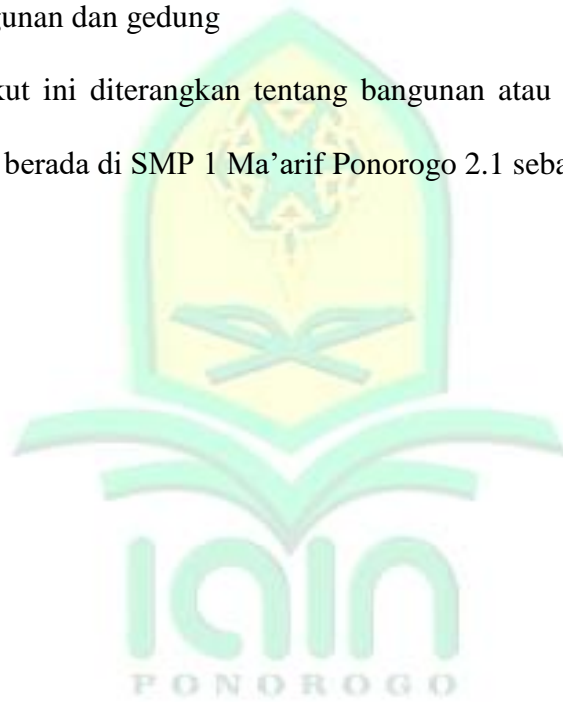 gunan dan gedung
kut ini diterangkan tentang bangunan atau
berada di SMP 1 Ma’arif Ponorogo 2.1 seba
IAIN
PONOROGO